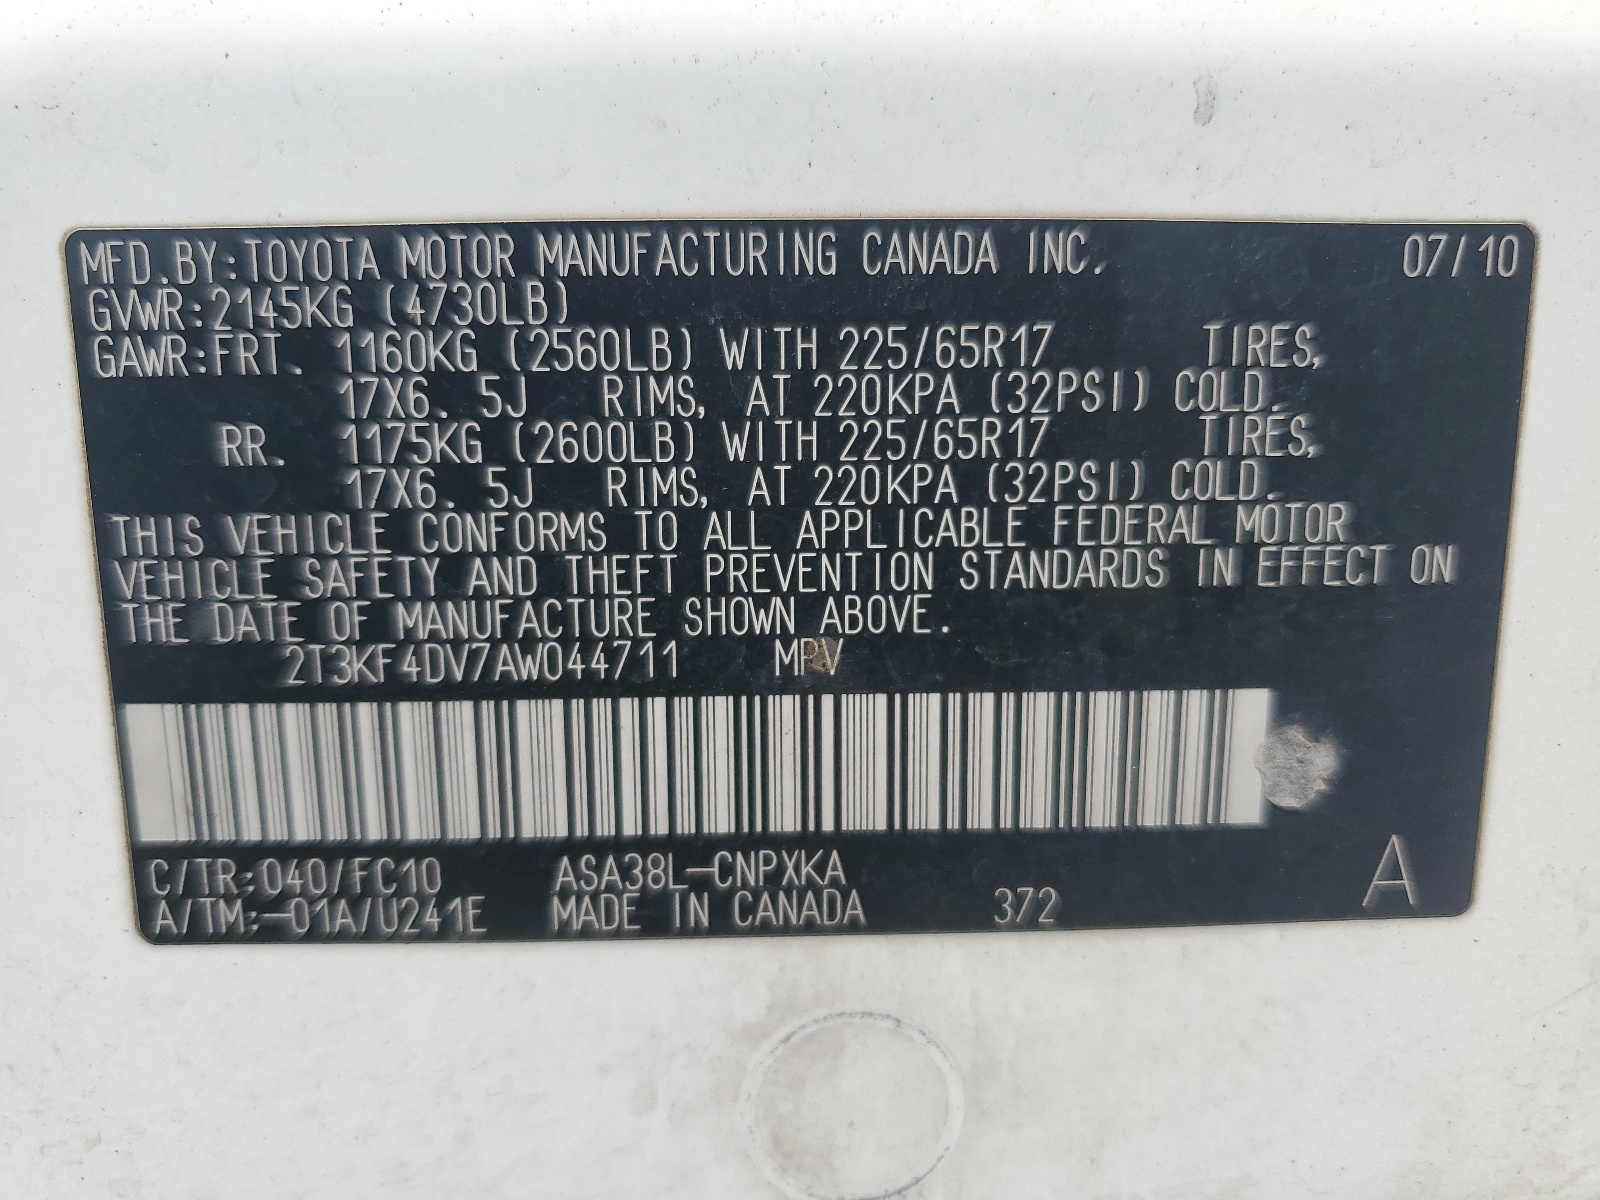 MFD.BY:TOYOTA MOTOR MANUFACTURING CANADA INC. 07/10
GVWR:2145KG (4730LB)
GAWR:FRT. 1160KG (2560LB) WITH 225/65R17 TIRES,
17X6. 5J RIMS, AT 220KPA (32PSI) COLD.
RR. 1175KG (2600LB) WITH 225/65R17 TIRES,
17X6. 5J RIMS, AT 220KPA (32PSI) COLD.
THIS VEHICLE CONFORMS TO ALL APPLICABLE FEDERAL MOTOR
VEHICLE SAFETY AND THEFT PREVENTION STANDARDS IN EFFECT ON
THE DATE OF MANUFACTURE SHOWN ABOVE.
2T3KF4DV7AW044711 MPV
C/TR:040/FC10 ASA38L-CNPXKA
A/TM:-01A/U241E MADE IN CANADA 372 A